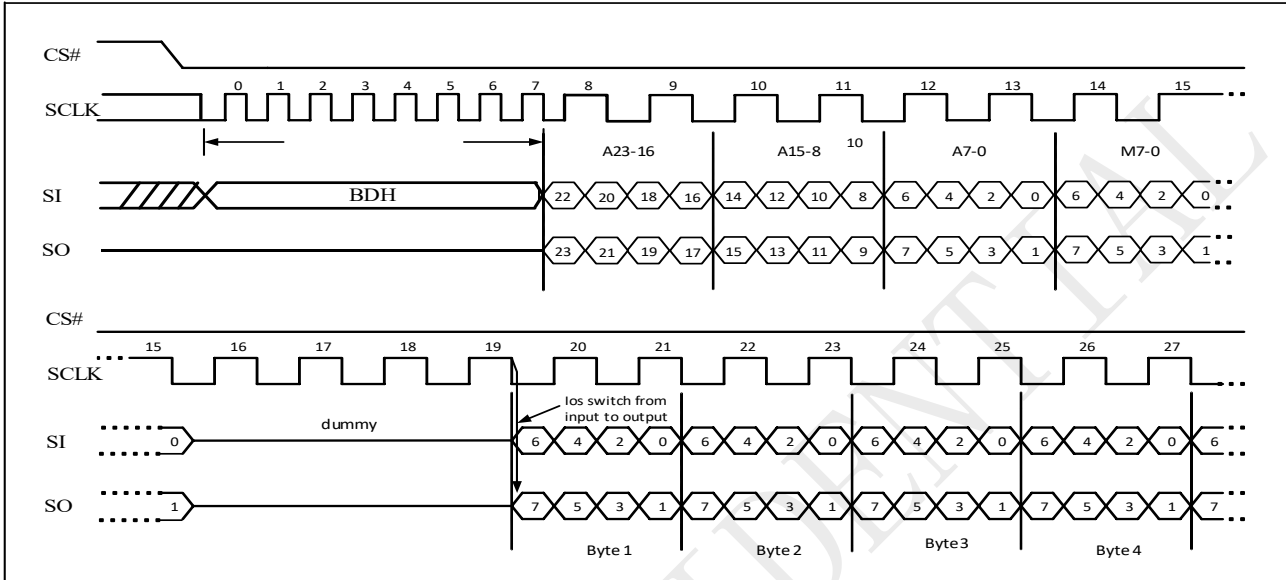 CS#
0 1 2 3 4 5 6 7 8 9 10 11 12 13 14 15
SCLK
A23-16 A15-8 10 A7-0 M7-0
SI BDH 22 20 18 16 14 12 10 8 6 4 2 0 6 4 2 0
SO 23 21 19 17 15 13 11 9 7 5 3 1 7 5 3 1
CS#
15 16 17 18 19 20 21 22 23 24 25 26 27
SCLK
Ios switch from
input to output
dummy
SI 0 6 4 2 0 6 4 2 0 6 4 2 0 6 4 2 0 6
SO 1 7 5 3 1 7 5 3 1 7 5 3 1 7 5 3 1 7
Byte 1 Byte 2 Byte 3 Byte 4
DENTIAL